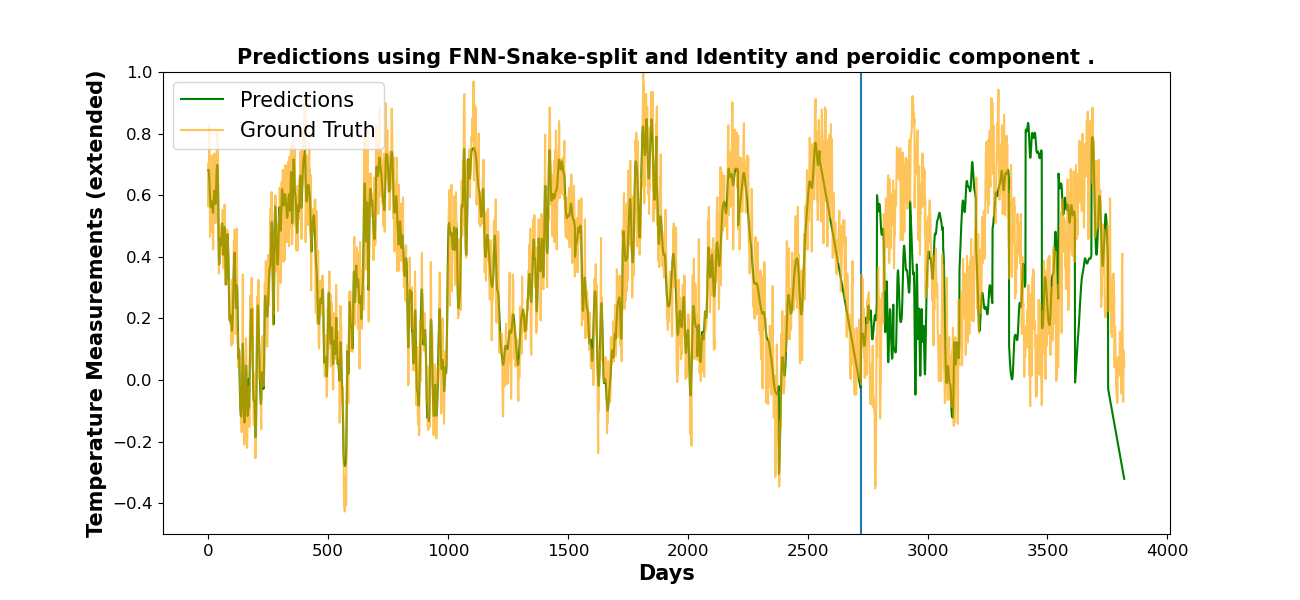 Predictions using FNN-Snake-split and Identity and peroidic component .
Temperature Measurements (extended)
1.0
0.8
0.6
0.4
0.2
0.0
−0.2
−0.4
Predictions
Ground Truth
0 500 1000 1500 2000 2500 3000 3500 4000
Days